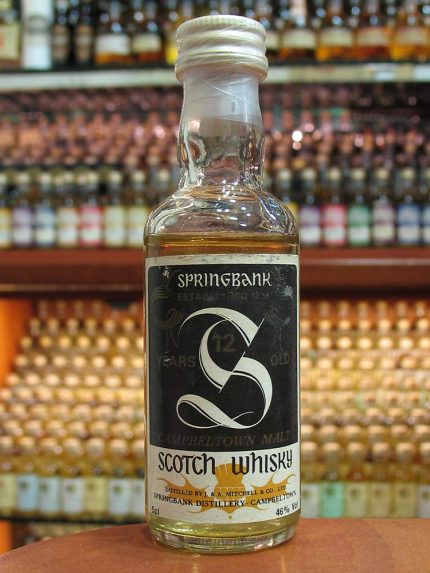 SPRINGBANK
ESTABLISHED 1828
S
12
YEARS OLD
CAMPBELTOWN MALT
SCOTCH WHISKY
DISTILLED BY J. & A. MITCHELL & CO. LTD.
SPRINGBANK DISTILLERY - CAMPBELTOWN
5cl 46% Vol